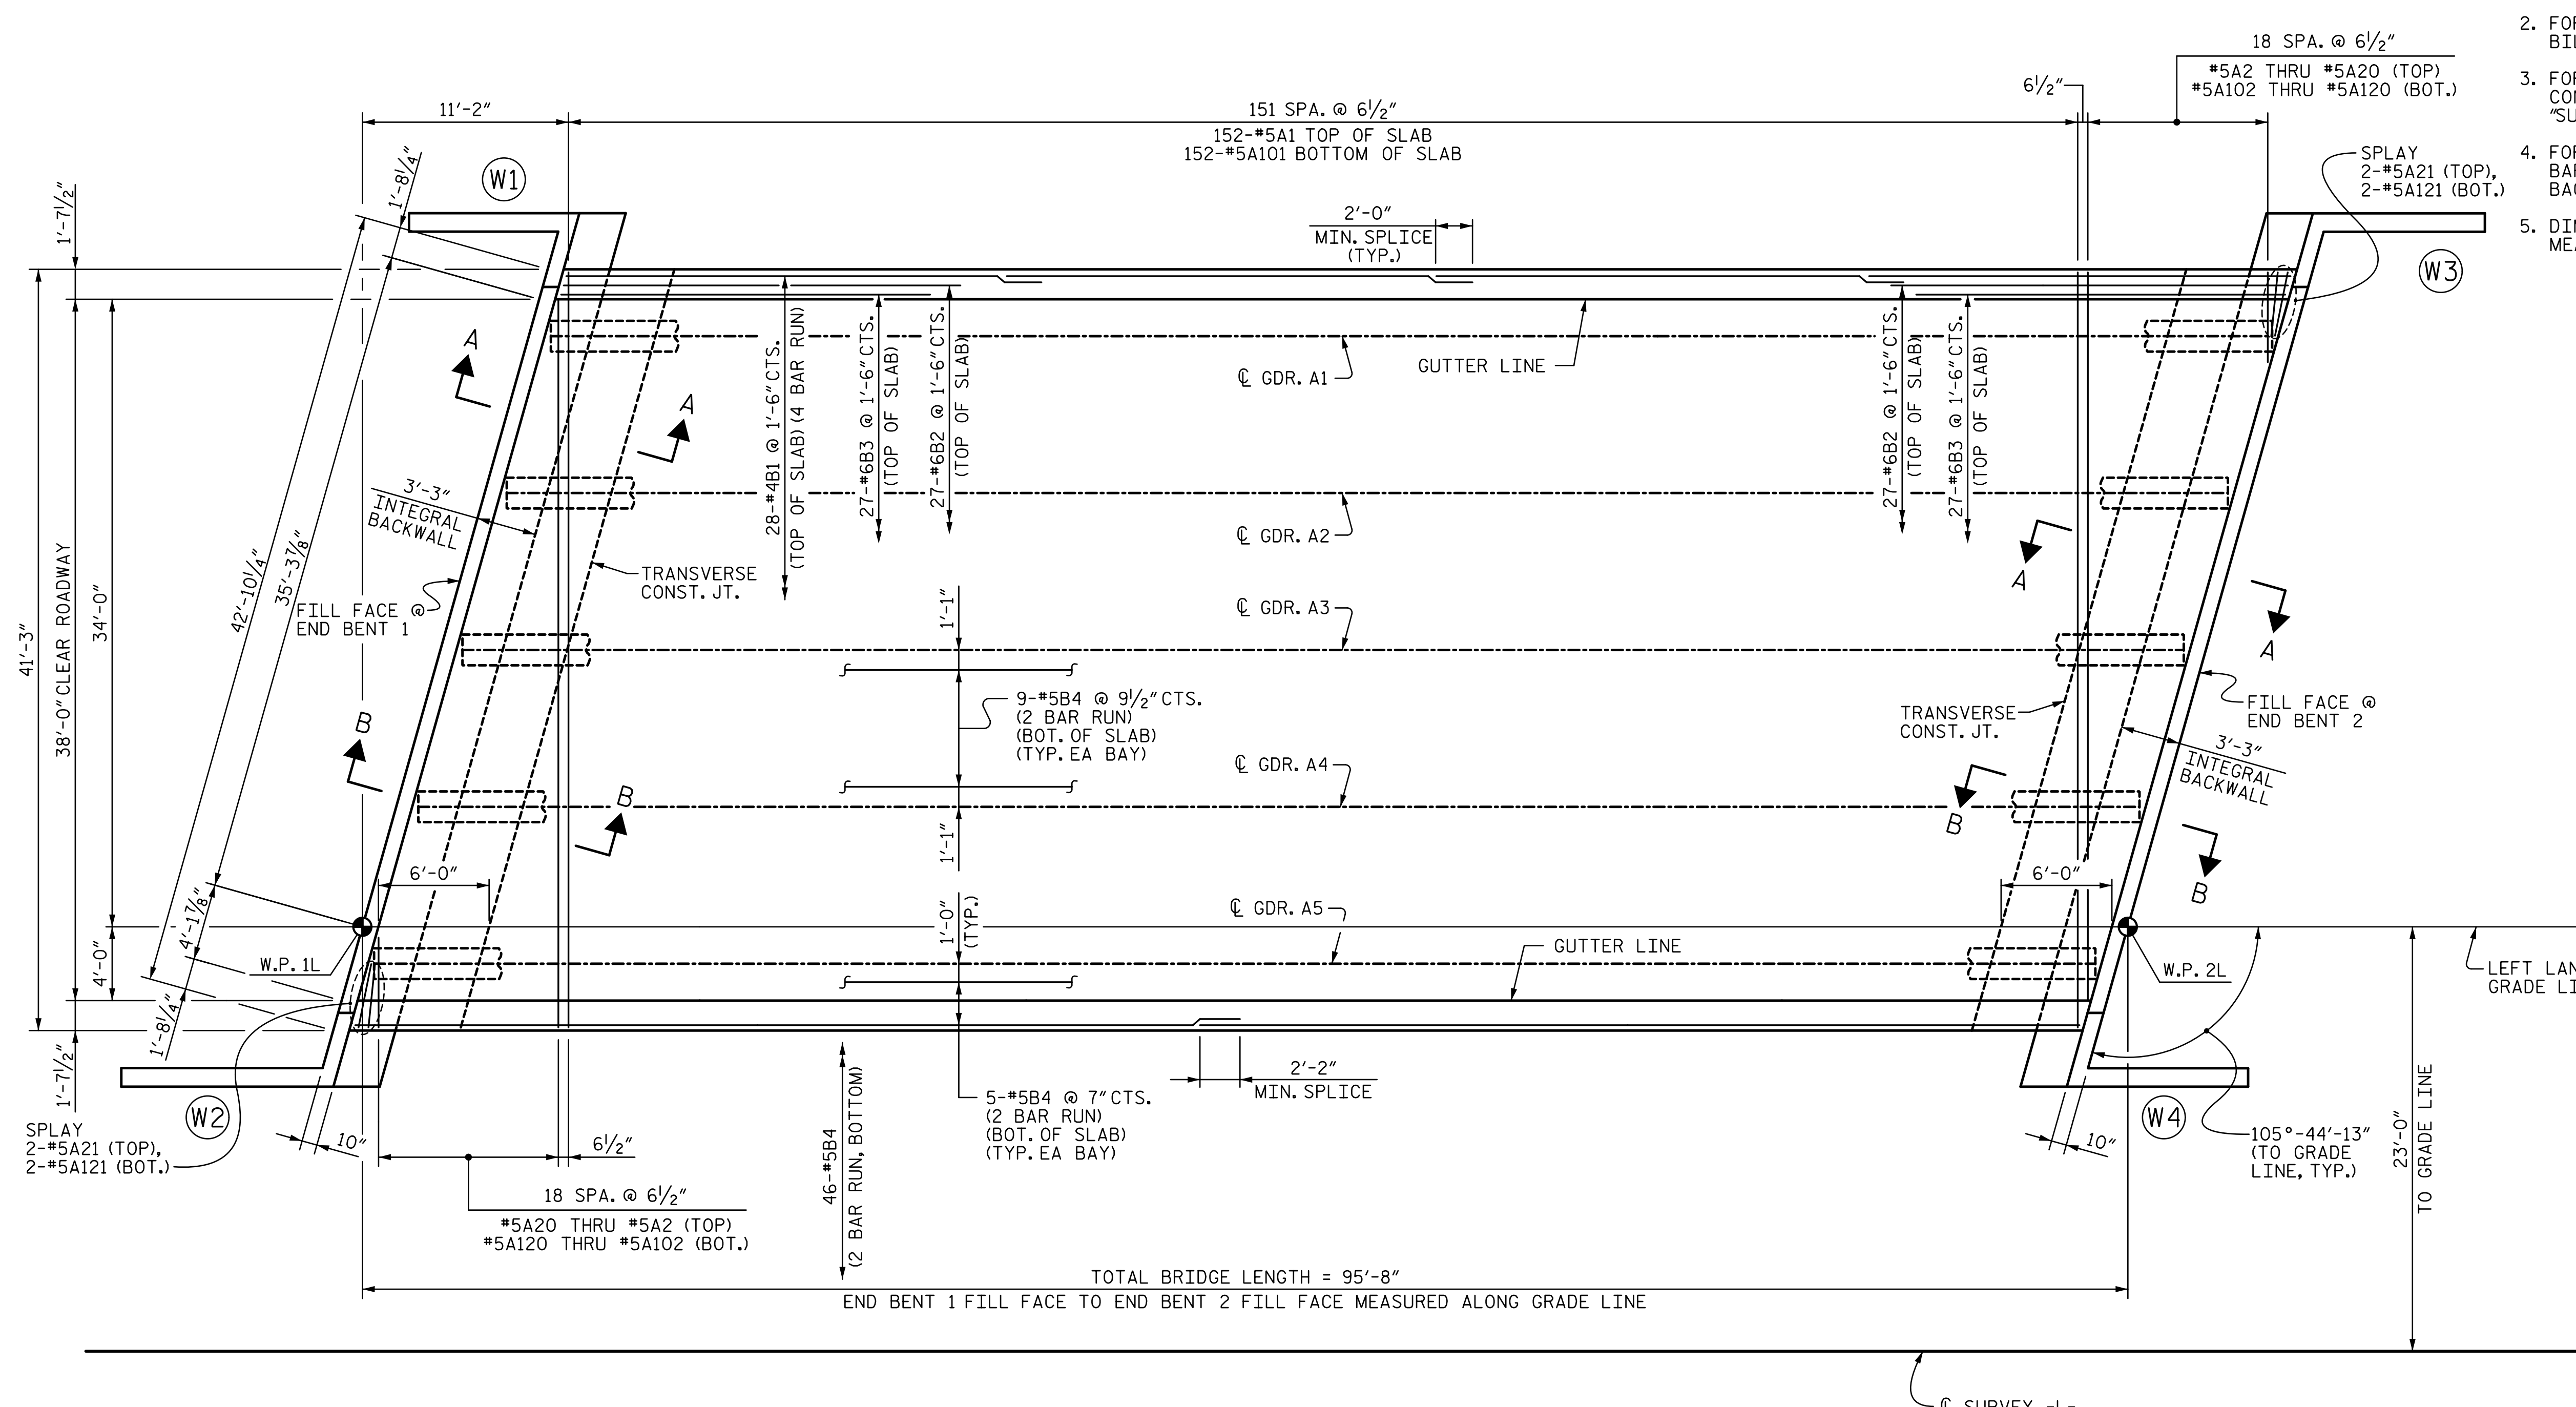 2. FOR
BIL
3. FOR
CON
"SU
4. FOR
BAR
BAC
5. DIM
MEA
18 SPA. @ 6½"
#5A2 THRU #5A20 (TOP)
#5A102 THRU #5A120 (BOT.)
6½"
11'-2"
151 SPA. @ 6½"
152-#5A1 TOP OF SLAB
152-#5A101 BOTTOM OF SLAB
SPLAY
2-#5A21 (TOP),
2-#5A121 (BOT.)
W1
W3
1'-7½"
1'-8¼"
2'-0"
MIN. SPLICE
(TYP.)
A
A
28-#4B1 @ 1'-6" CTS.
(TOP OF SLAB) (4 BAR RUN)
27-#6B3 @ 1'-6" CTS.
(TOP OF SLAB)
27-#6B2 @ 1'-6" CTS.
(TOP OF SLAB)
℄ GDR. A1
GUTTER LINE
27-#6B2 @ 1'-6" CTS.
(TOP OF SLAB)
27-#6B3 @ 1'-6" CTS.
(TOP OF SLAB)
3'-3"
INTEGRAL
BACKWALL
℄ GDR. A2
TRANSVERSE
CONST. JT.
FILL FACE @
END BENT 1
42'-10¼"
35'-3⅞"
41'-3"
38'-0" CLEAR ROADWAY
34'-0"
A
A
℄ GDR. A3
1'-1"
9-#5B4 @ 9½" CTS.
(2 BAR RUN)
(BOT. OF SLAB)
(TYP. EA BAY)
TRANSVERSE
CONST. JT.
FILL FACE @
END BENT 2
3'-3"
INTEGRAL
BACKWALL
B
B
℄ GDR. A4
1'-1"
B
B
6'-0"
6'-0"
℄ GDR. A5
1'-0"
(TYP.)
4'-1⅞"
4'-0"
W.P. 1L
GUTTER LINE
W.P. 2L
LEFT LAN
GRADE LI
1'-8¼"
1'-7½"
SPLAY
2-#5A21 (TOP),
2-#5A121 (BOT.)
W2
10"
6½"
2'-2"
MIN. SPLICE
5-#5B4 @ 7" CTS.
(2 BAR RUN)
(BOT. OF SLAB)
(TYP. EA BAY)
46-#5B4
(2 BAR RUN, BOTTOM)
W4
10"
105°-44'-13"
(TO GRADE
LINE, TYP.)
23'-0"
TO GRADE LINE
18 SPA. @ 6½"
#5A20 THRU #5A2 (TOP)
#5A120 THRU #5A102 (BOT.)
TOTAL BRIDGE LENGTH = 95'-8"
END BENT 1 FILL FACE TO END BENT 2 FILL FACE MEASURED ALONG GRADE LINE
℄ SURVEY -L-